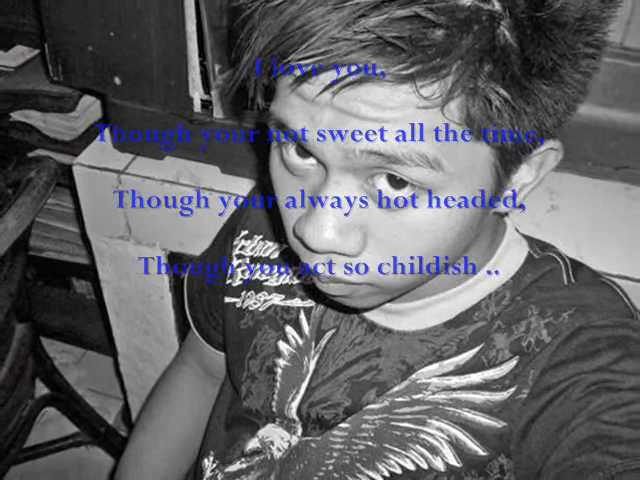 I love you,
Though your not sweet all the time,
Though your always hot headed,
Though you act so childish ..